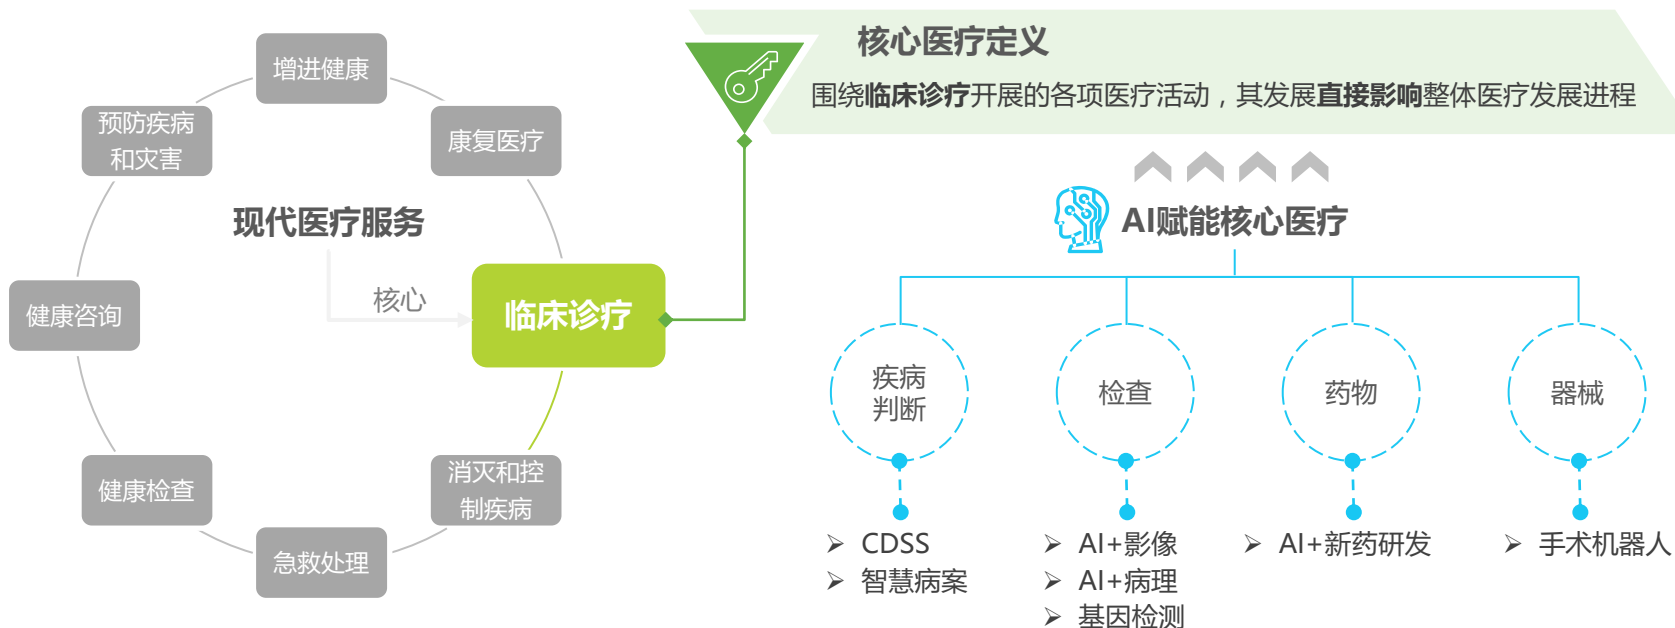 增进健康
预防疾病
和灾害
康复医疗
现代医疗服务
健康咨询
核心
临床诊疗
健康检查
消灭和控
制疾病
急救处理
核心医疗定义
围绕临床诊疗开展的各项医疗活动，其发展直接影响整体医疗发展进程
AI赋能核心医疗
疾病
判断
检查
药物
器械
➢ CDSS
➢ 智慧病案
➢ AI+影像
➢ AI+病理
➢ 基因检测
➢ AI+新药研发
➢ 手术机器人